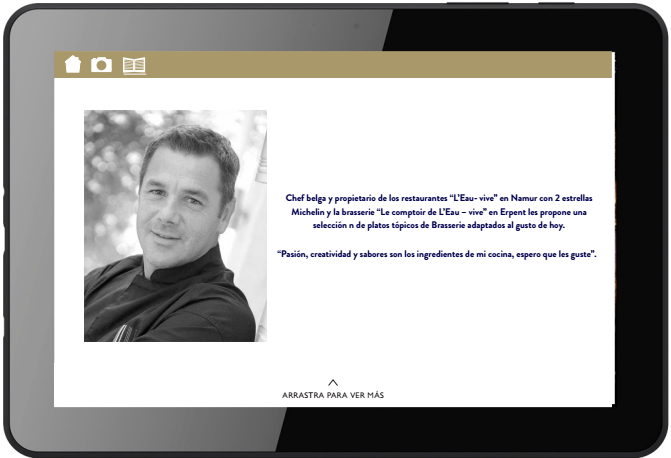 Chef belga y propietario de los restaurantes “L’Eau- vive” en Namur con 2 estrellas
Michelin y la brasserie “Le comptoir de L’Eau – vive” en Erpent les propone una
selección n de platos tópicos de Brasserie adaptados al gusto de hoy.
“Pasión, creatividad y sabores son los ingredientes de mi cocina, espero que les guste”.
ARRASTRA PARA VER MÁS